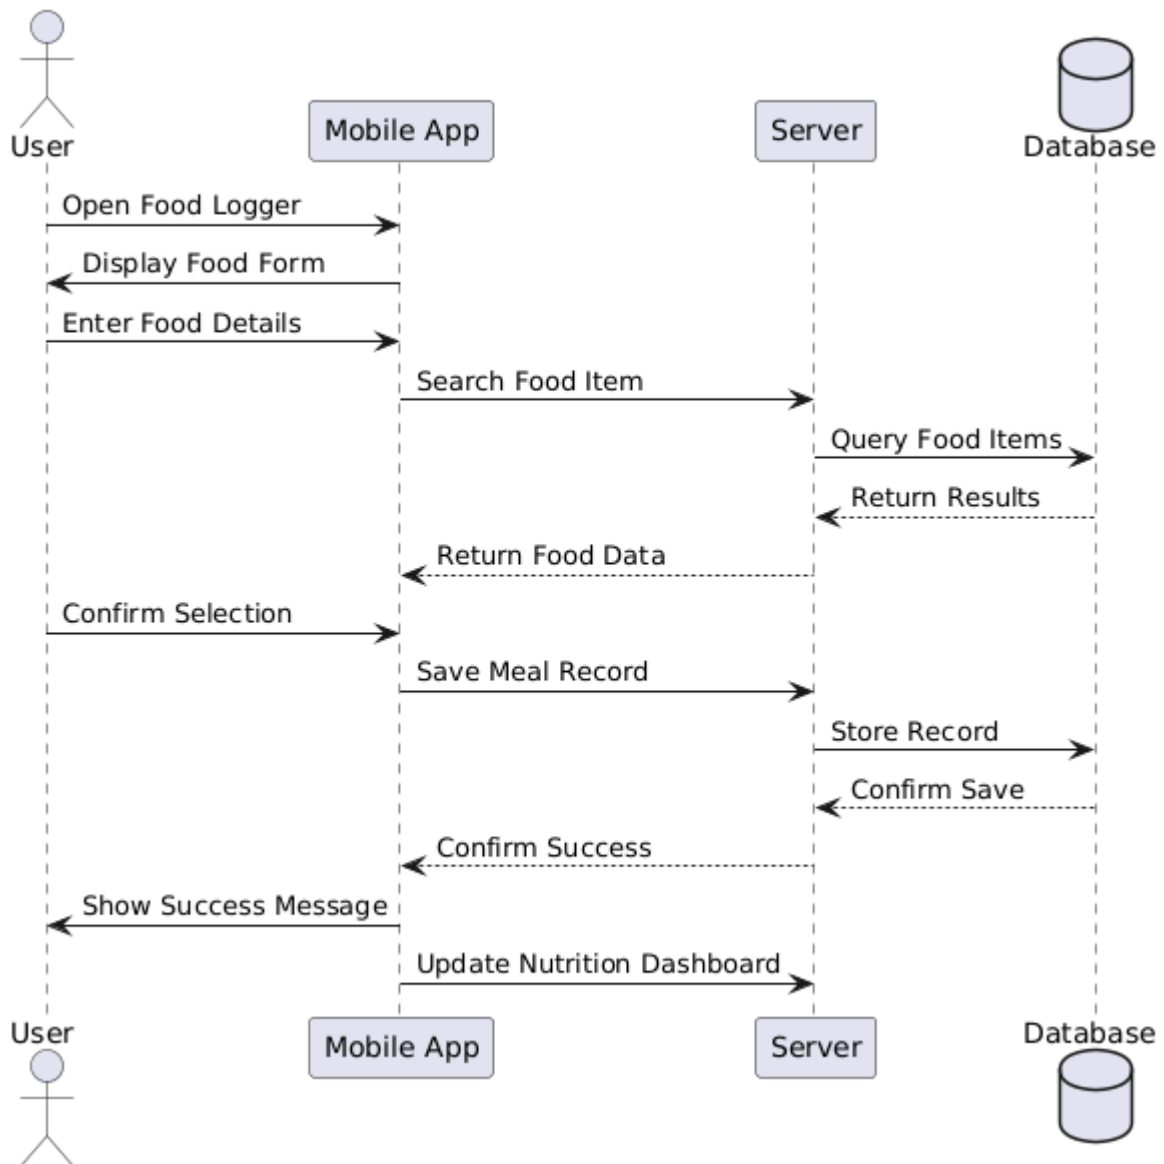 User
Mobile App
Server
Database
Open Food Logger
Display Food Form
Enter Food Details
Search Food Item
Query Food Items
Return Results
Return Food Data
Confirm Selection
Save Meal Record
Store Record
Confirm Save
Confirm Success
Show Success Message
Update Nutrition Dashboard
User
Mobile App
Server
Database